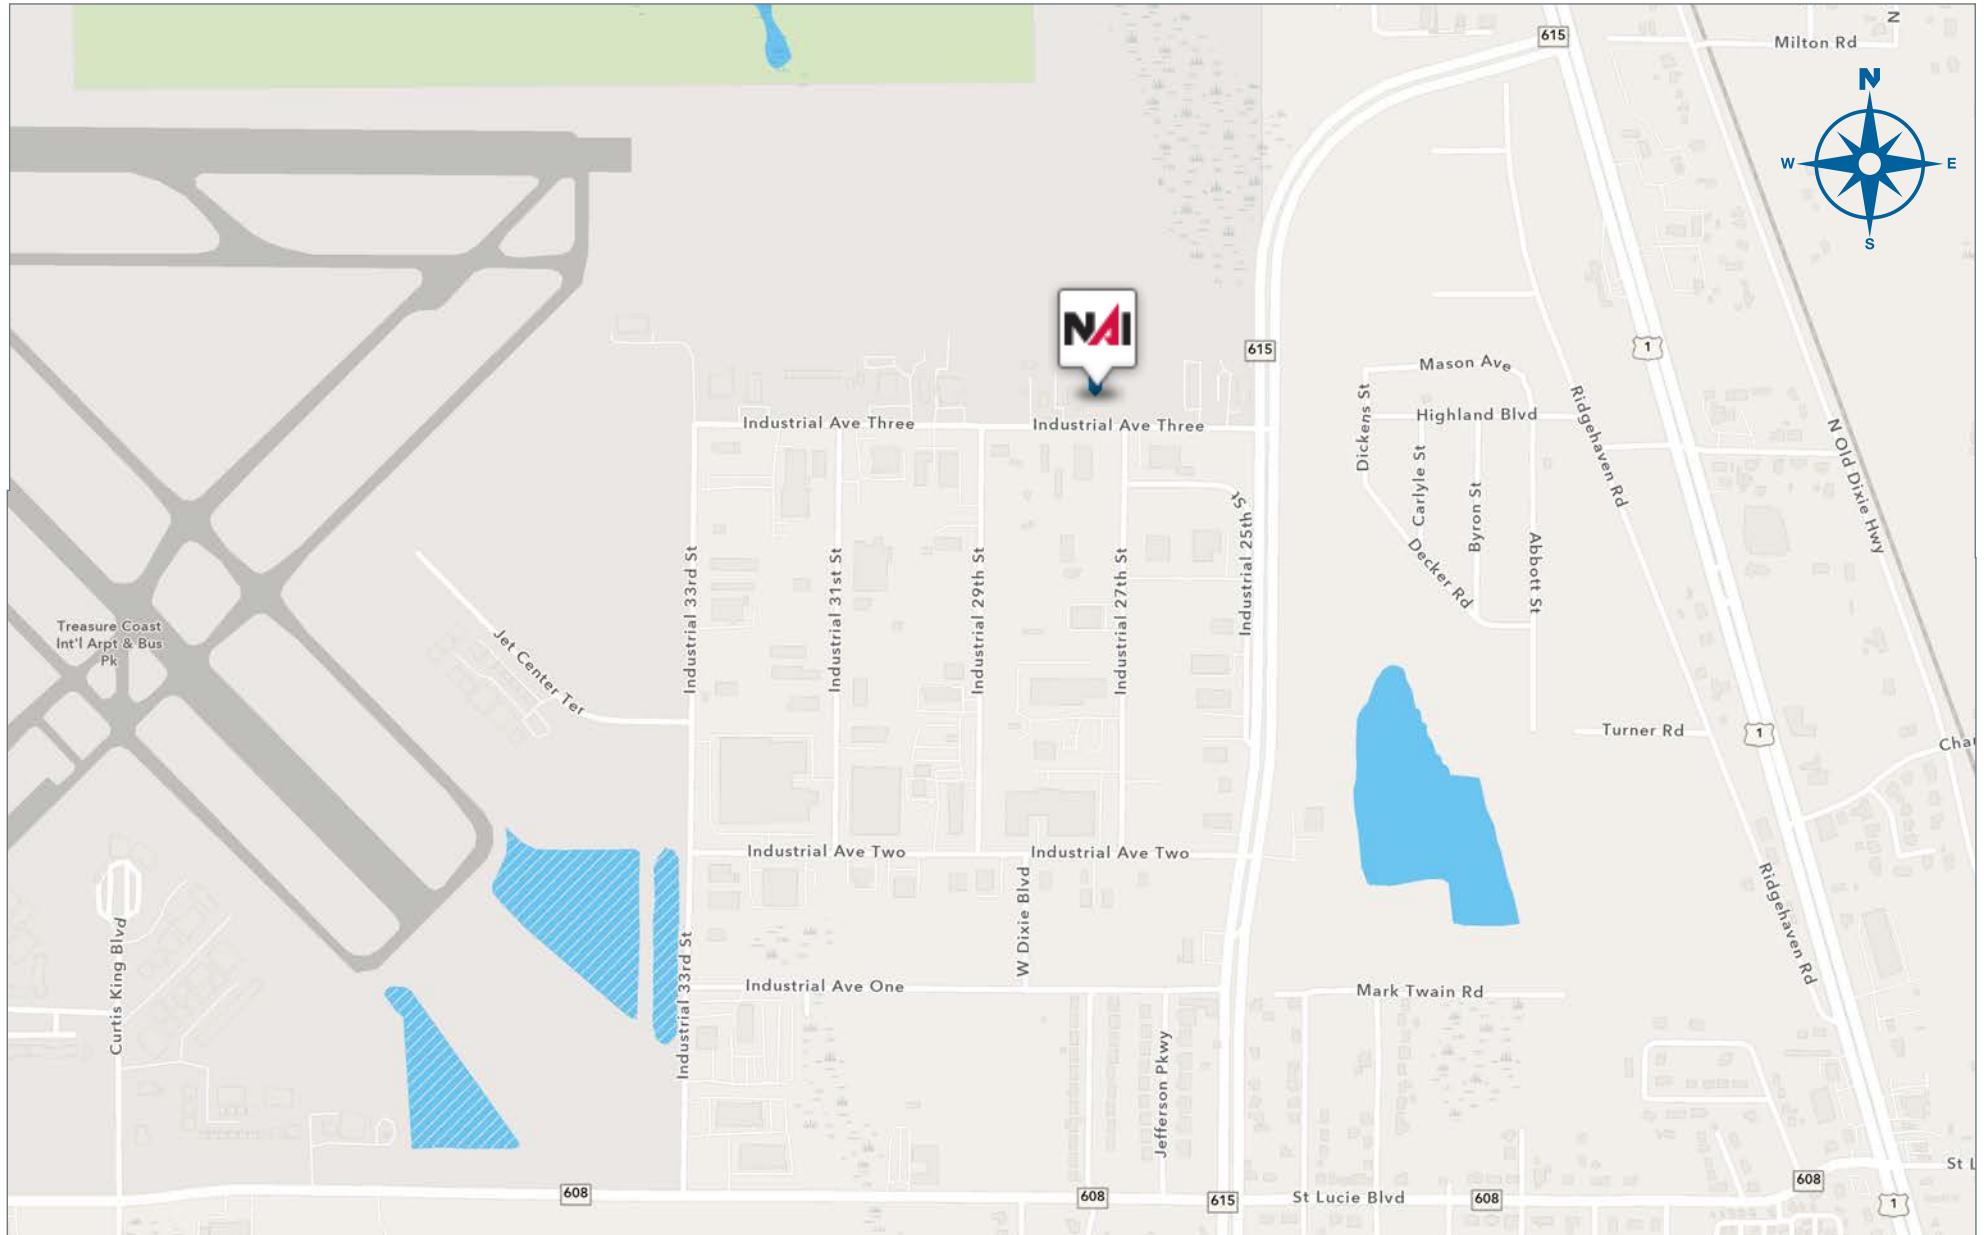 615
N
Milton Rd
N
W
E
S
NAI
615
1
Mason Ave
Dickens St
Highland Blvd
Ridgehaven Rd
Industrial Ave Three
Industrial Ave Three
N Old Dixie Hwy
Carlyle St
Byron St
Abbott St
Decker Rd
Industrial 33rd St
Industrial 31st St
Industrial 29th St
Industrial 27th St
Industrial 25th St
Treasure Coast
Int'l Arpt & Bus
Pk
Jet Center Ter
Turner Rd
1
Char
Industrial Ave Two
Industrial Ave Two
W Dixie Blvd
Ridgehaven Rd
Curtis King Blvd
Industrial 33rd St
Industrial Ave One
Mark Twain Rd
Jefferson Pkwy
St L
608
608
608
615
St Lucie Blvd
608
1